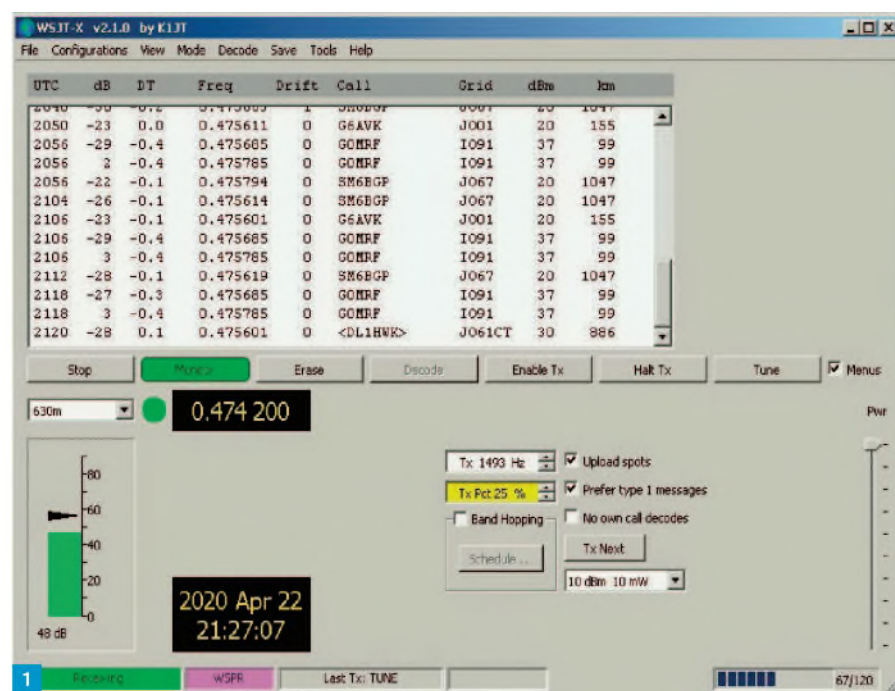 WSJT-X v2.1.0 by K1JT
File Configurations View Mode Decode Save Tools Help
UTC dB DT Freq Drift Call Grid dBm km
2050 -23 0.0 0.475611 0 G6AVK JO01 20 155
2056 -29 -0.4 0.475685 0 G0MRF IO91 37 99
2056 2 -0.4 0.475785 0 G0MRF IO91 37 99
2056 -22 -0.1 0.475794 0 SM6BGP JO67 20 1047
2104 -26 -0.1 0.475614 0 SM6BGP JO67 20 1047
2106 -23 -0.1 0.475601 0 G6AVK JO01 20 155
2106 -29 -0.4 0.475685 0 G0MRF IO91 37 99
2106 3 -0.4 0.475785 0 G0MRF IO91 37 99
2112 -28 -0.1 0.475619 0 SM6BGP JO67 20 1047
2118 -27 -0.3 0.475685 0 G0MRF IO91 37 99
2118 3 -0.4 0.475785 0 G0MRF IO91 37 99
2120 -28 0.1 0.475601 0 <DL1HWK> JO61CT 30 886
Stop Monitor Erase Decode Enable Tx Halt Tx Tune Menus
630m 0.474 200 Pwr
Tx 1493 Hz Upload spots
Tx Pct 25 % Prefer type 1 messages
Band Hopping No own call decodes
Schedule ... Tx Next
10 dBm 10 mW
80
60
40
20
0
48 dB
2020 Apr 22
21:27:07
1 Receiving WSPR Last Tx: TUNE 67/120